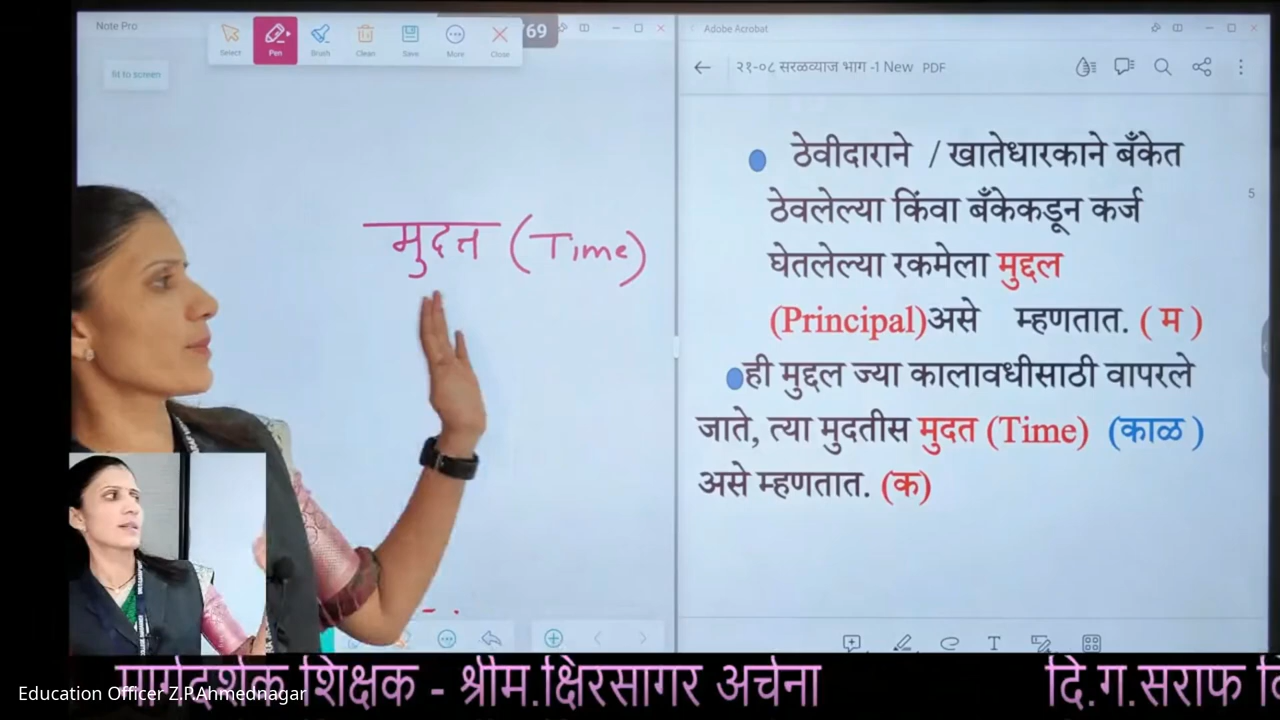 Note Pro
Select
Pen
Brush
Clean
Save
More
Close
69
fit to screen
मुदत (Time)
Adobe Acrobat
२१-०८ सरळव्याज भाग -1 New PDF
5
ठेवीदाराने / खातेधारकाने बँकेत
ठेवलेल्या किंवा बँकेकडून कर्ज
घेतलेल्या रकमेला मुद्दल
(Principal)असे म्हणतात. ( म )
ही मुद्दल ज्या कालावधीसाठी वापरले
जाते, त्या मुदतीस मुदत (Time) (काळ )
असे म्हणतात. (क)
मार्गदर्शक शिक्षक - श्रीम.क्षिरसागर अर्चना
दि.ग.सराफ
Education Officer Z.P.Ahmednagar